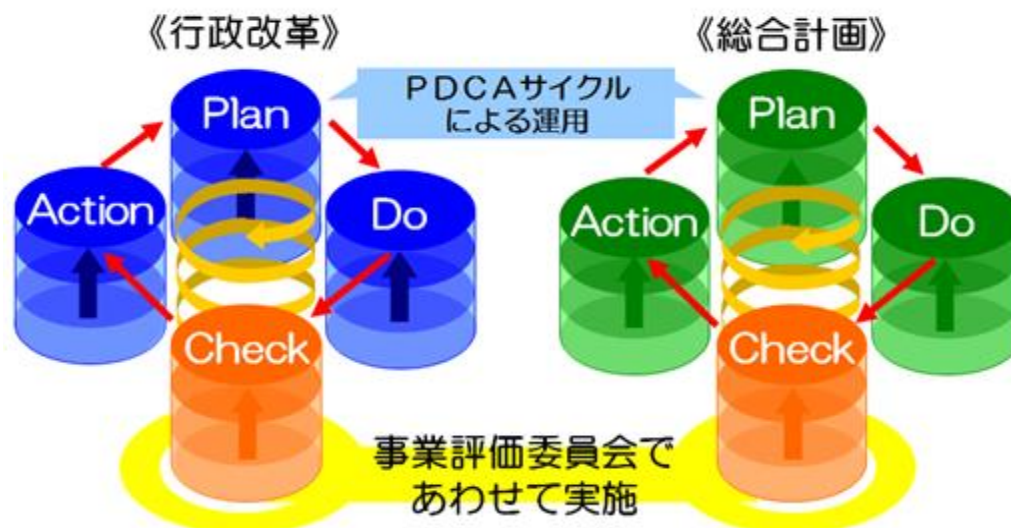 《行政改革》
《総合計画》
PDCAサイクル
による運用
Plan
Do
Check
Action
Plan
Do
Check
Action
事業評価委員会で
あわせて実施